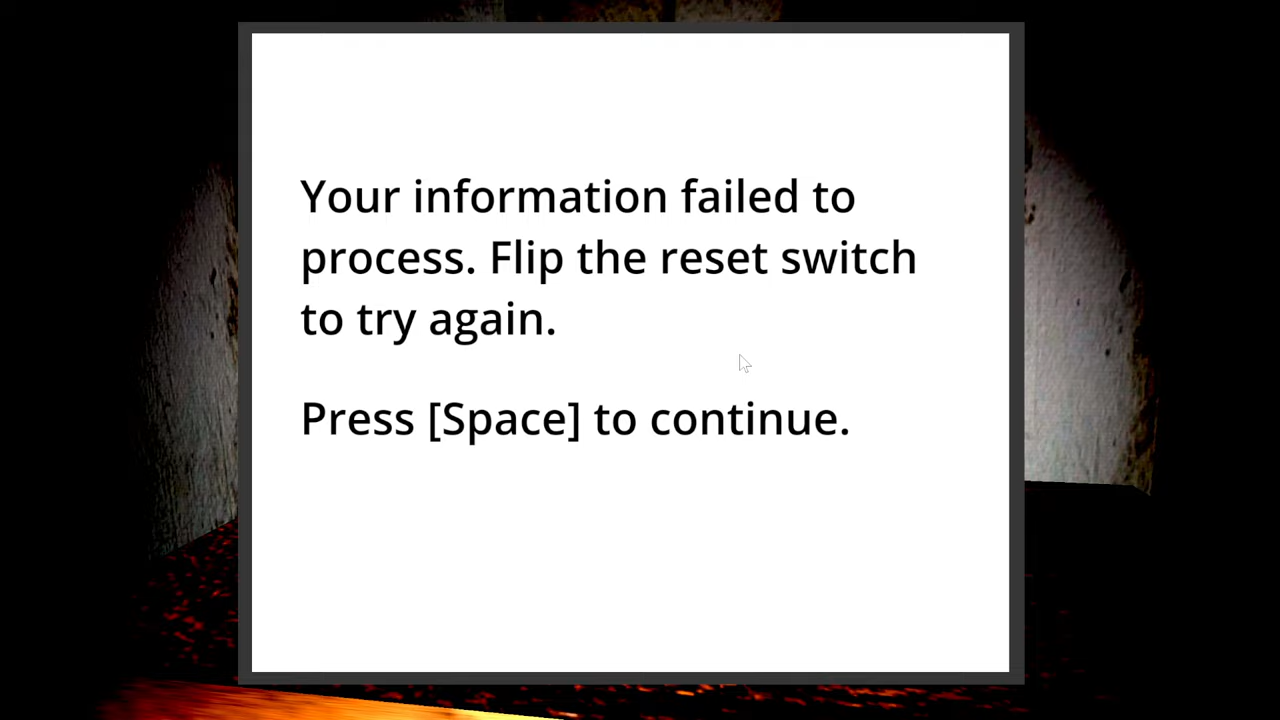 Your information failed to
process. Flip the reset switch
to try again.
Press [Space] to continue.